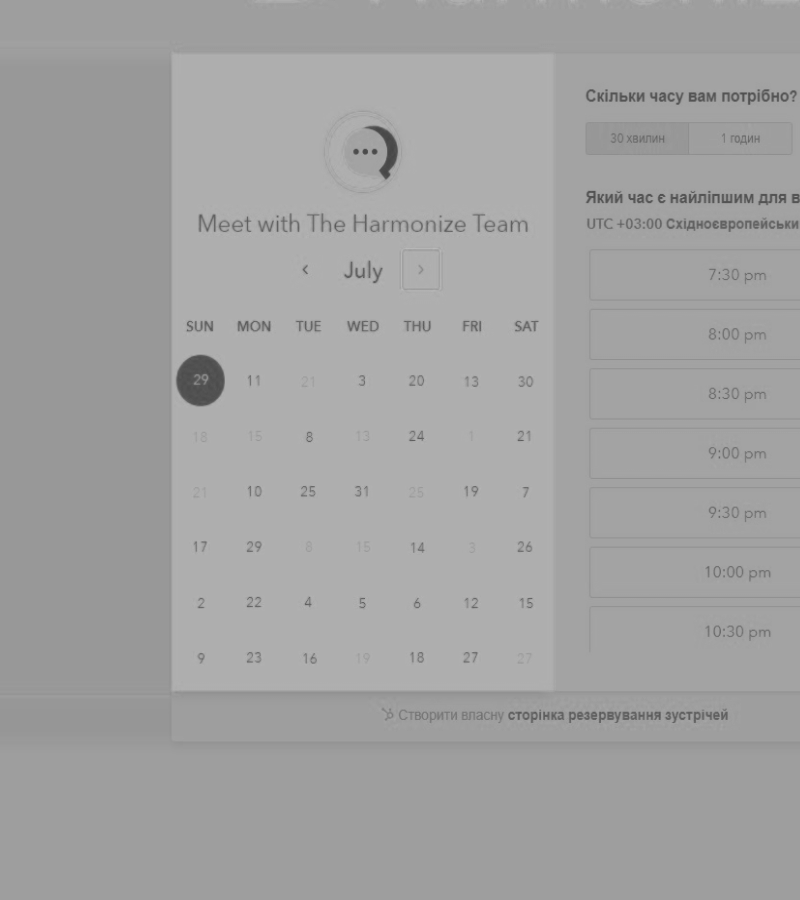 Meet with The Harmonize Team
‹ July ›
SUN MON TUE WED THU FRI SAT
29 11 21 3 20 13 30
18 15 8 13 24 1 21
21 10 25 31 25 19 7
17 29 8 15 14 3 26
2 22 4 5 6 12 15
9 23 16 19 18 27 27
Скільки часу вам потрібно?
30 хвилин 1 годин
Який час є найліпшим для в
UTC +03:00 Східноєвропейськи
7:30 pm
8:00 pm
8:30 pm
9:00 pm
9:30 pm
10:00 pm
10:30 pm
Створити власну сторінка резервування зустрічей